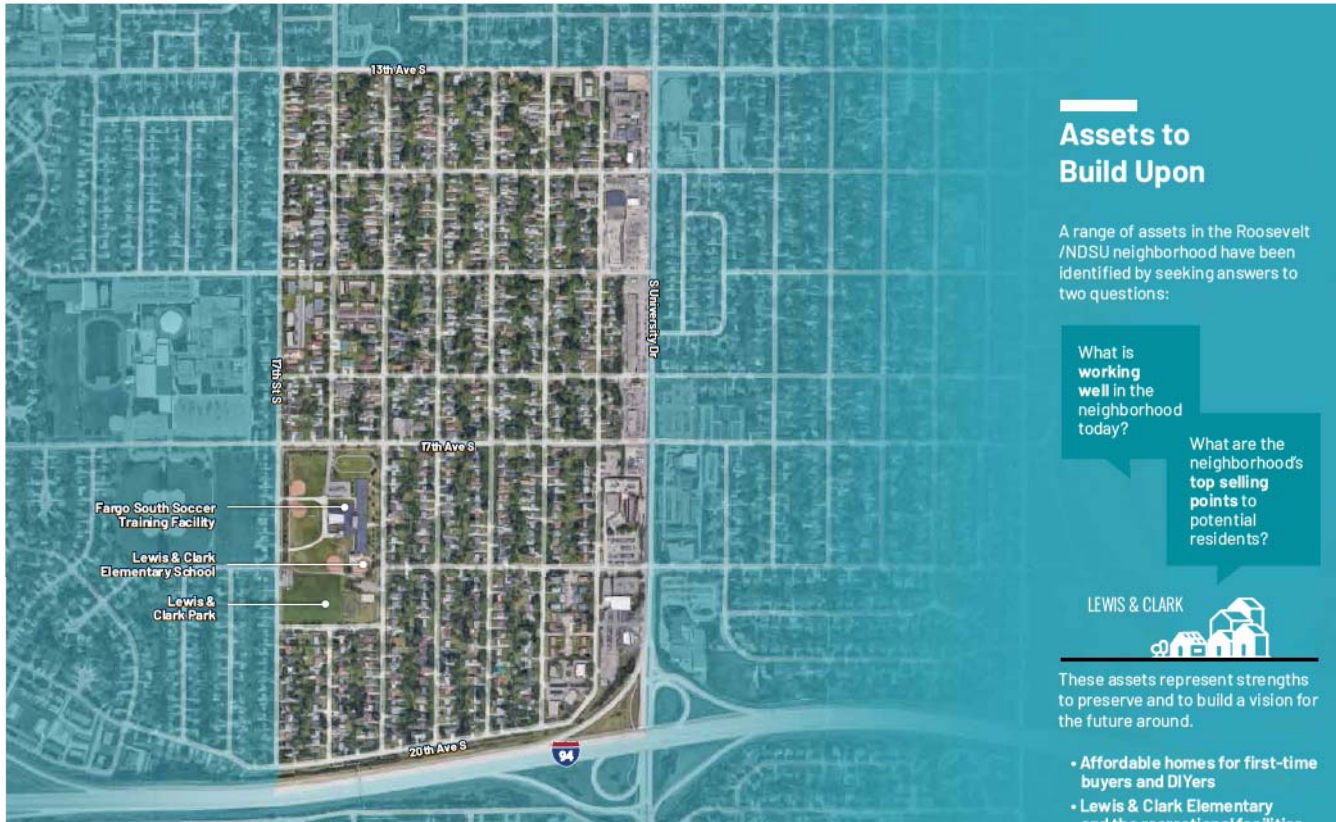 13th Ave S
S University Dr
17th St S
17th Ave S
Fargo South Soccer
Training Facility
Lewis & Clark
Elementary School
Lewis &
Clark Park
20th Ave S
94
Assets to
Build Upon
A range of assets in the Roosevelt
/NDSU neighborhood have been
identified by seeking answers to
two questions:
What is
working
well in the
neighborhood
today?
What are the
neighborhood's
top selling
points to
potential
residents?
LEWIS & CLARK
These assets represent strengths
to preserve and to build a vision for
the future around.
• Affordable homes for first-time
buyers and DIYers
• Lewis & Clark Elementary
and the recreational facilities